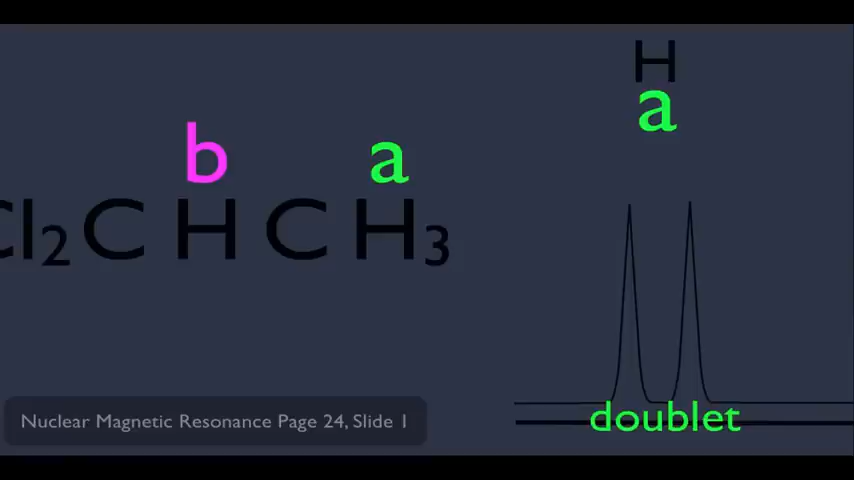 H
a
b a
Cl2CHCH3
doublet
Nuclear Magnetic Resonance Page 24, Slide 1